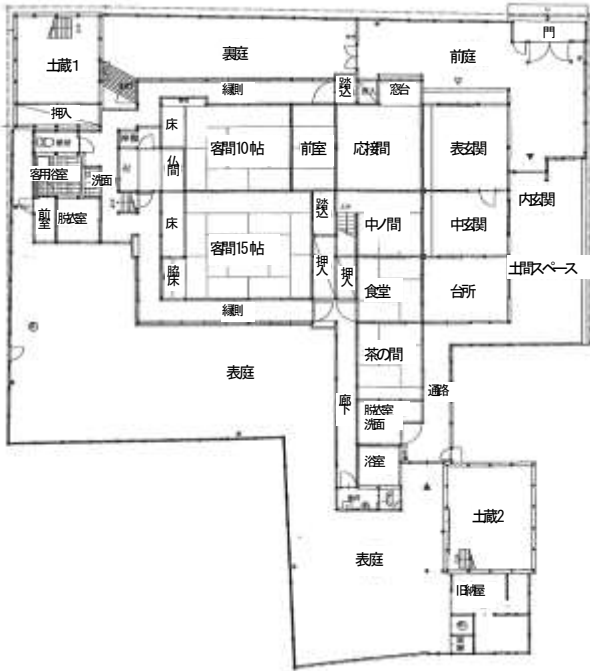 門
裏庭
前庭
土蔵1
縁側
踏込
窓台
押入
床
客間10帖
前室
応接間
表玄関
仏間
客用浴室
洗面
内玄関
前室
脱衣室
床
客間15帖
踏込
中ノ間
中玄関
脇床
押入
押入
食堂
台所
土間スペース
縁側
茶の間
表庭
廊下
通路
脱衣室
洗面
浴室
土蔵2
表庭
旧納屋